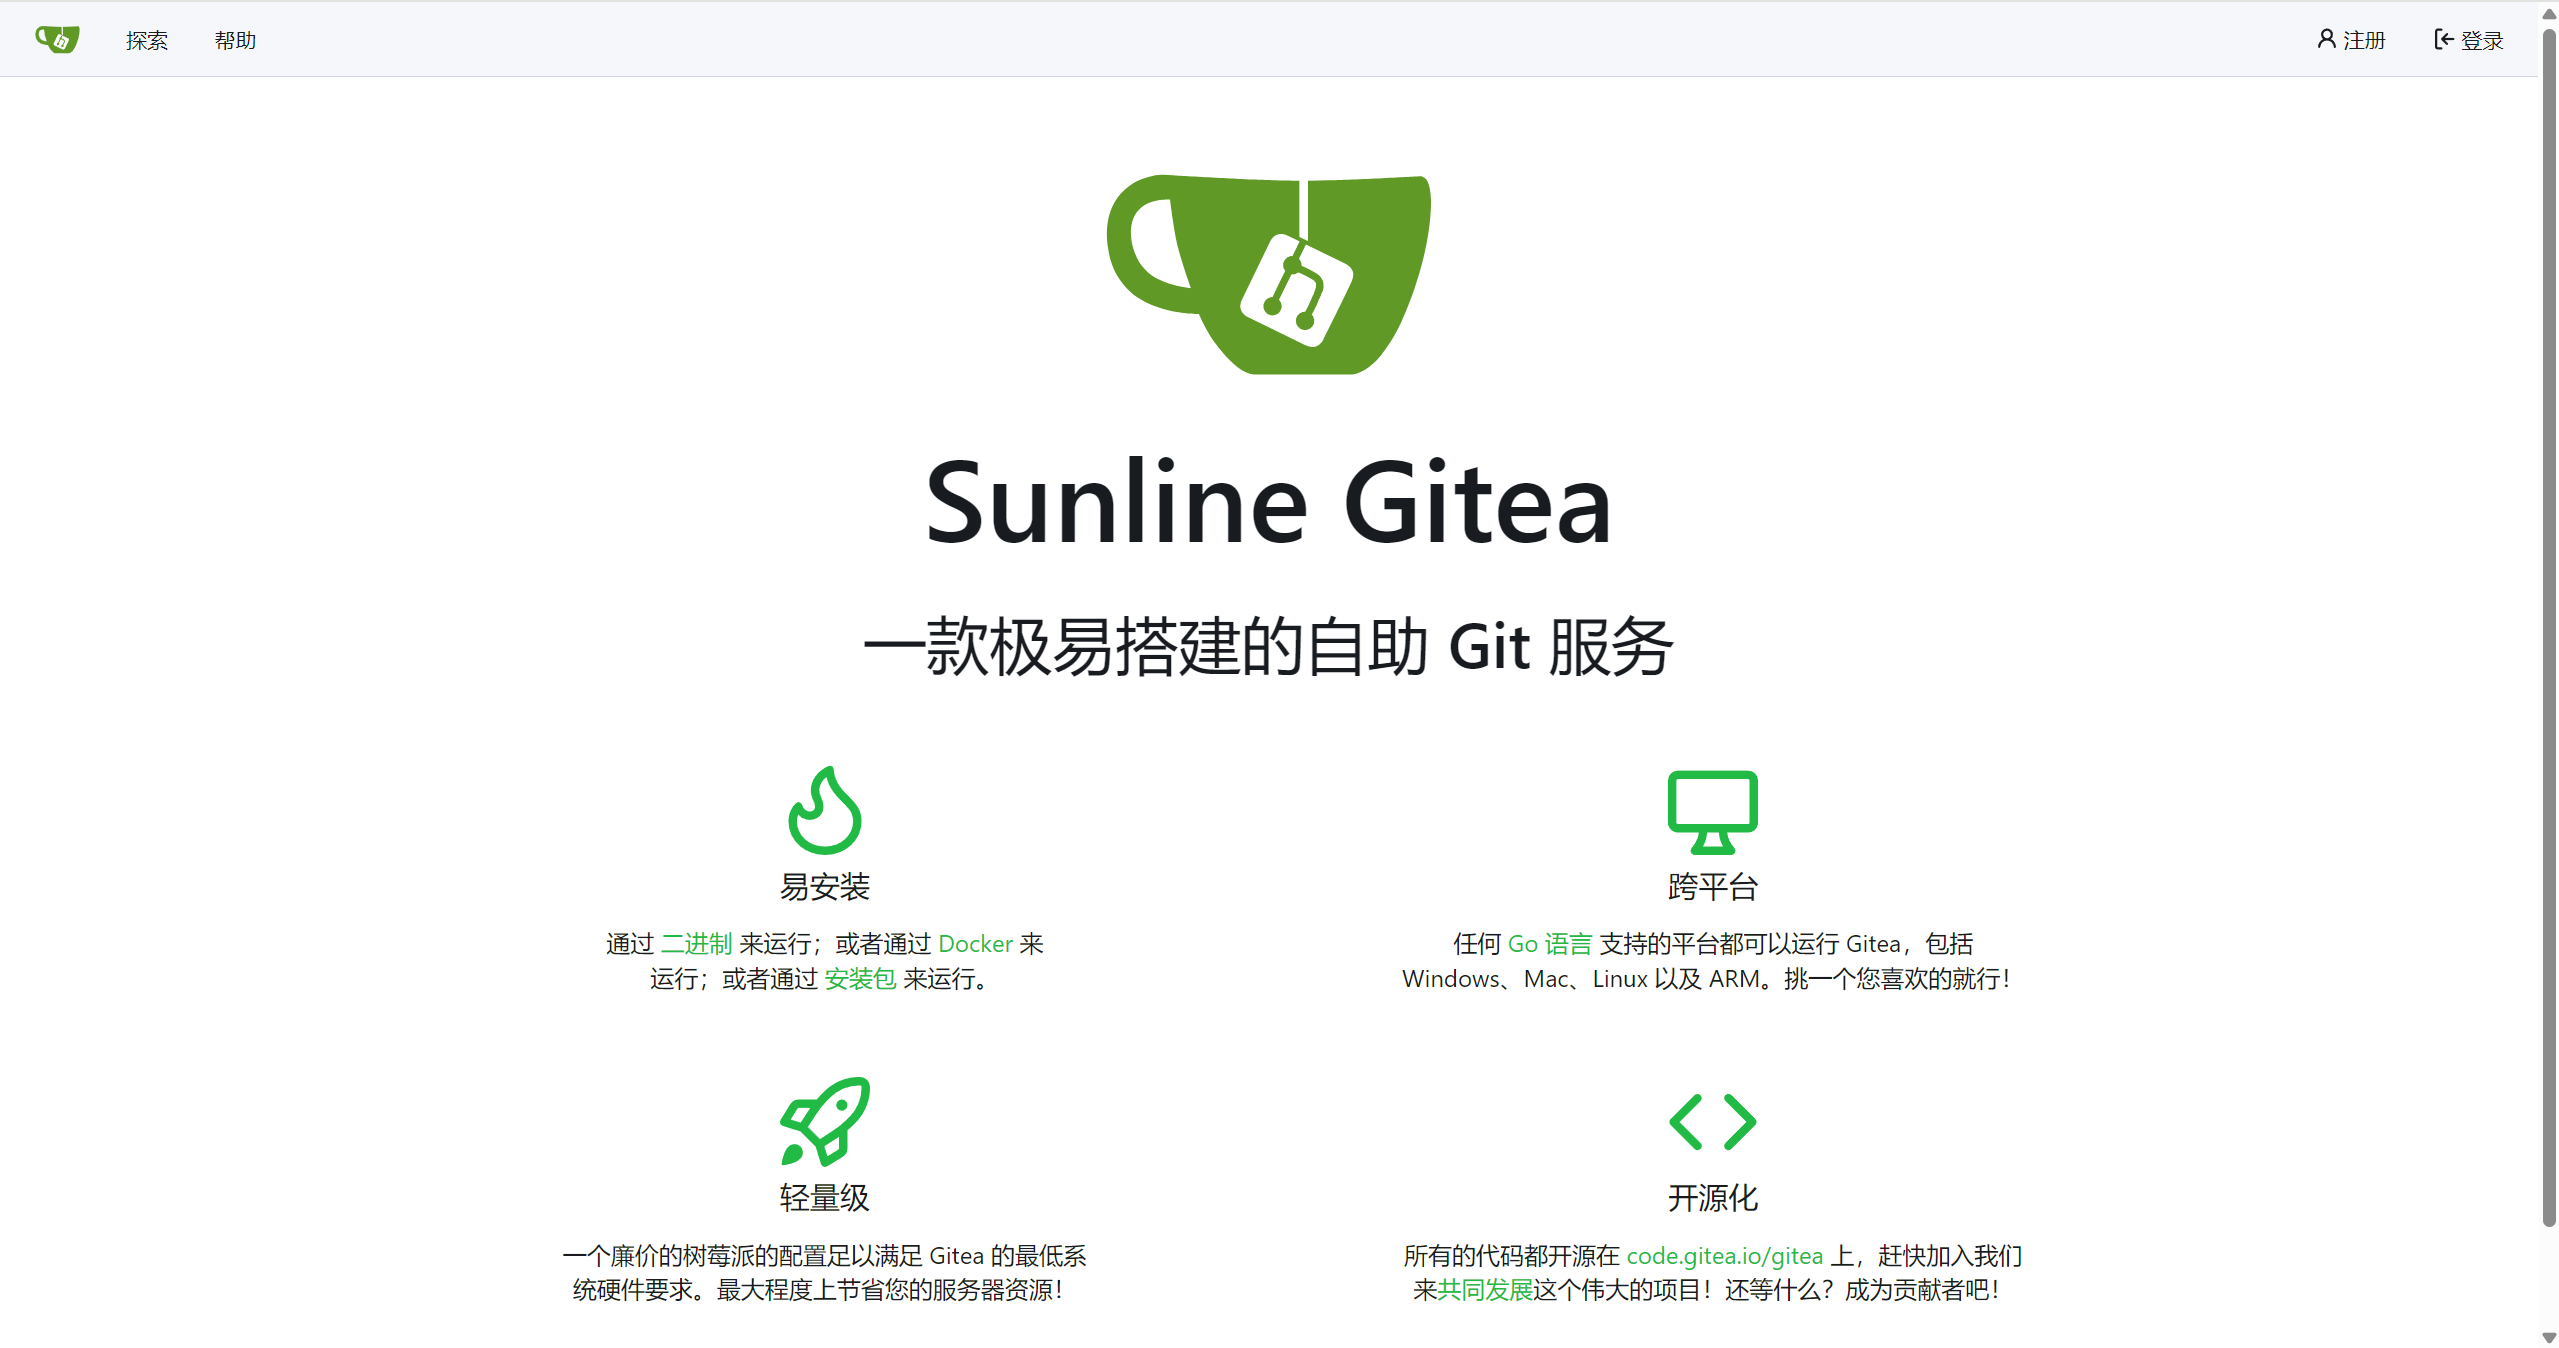 探索 帮助 注册 登录
Sunline Gitea
一款极易搭建的自助 Git 服务
易安装
通过 二进制 来运行；或者通过 Docker 来
运行；或者通过 安装包 来运行。
跨平台
任何 Go 语言 支持的平台都可以运行 Gitea，包括
Windows、Mac、Linux 以及 ARM。挑一个您喜欢的就行！
轻量级
一个廉价的树莓派的配置足以满足 Gitea 的最低系
统硬件要求。最大程度上节省您的服务器资源！
开源化
所有的代码都开源在 code.gitea.io/gitea 上，赶快加入我们
来共同发展这个伟大的项目！还等什么？成为贡献者吧！